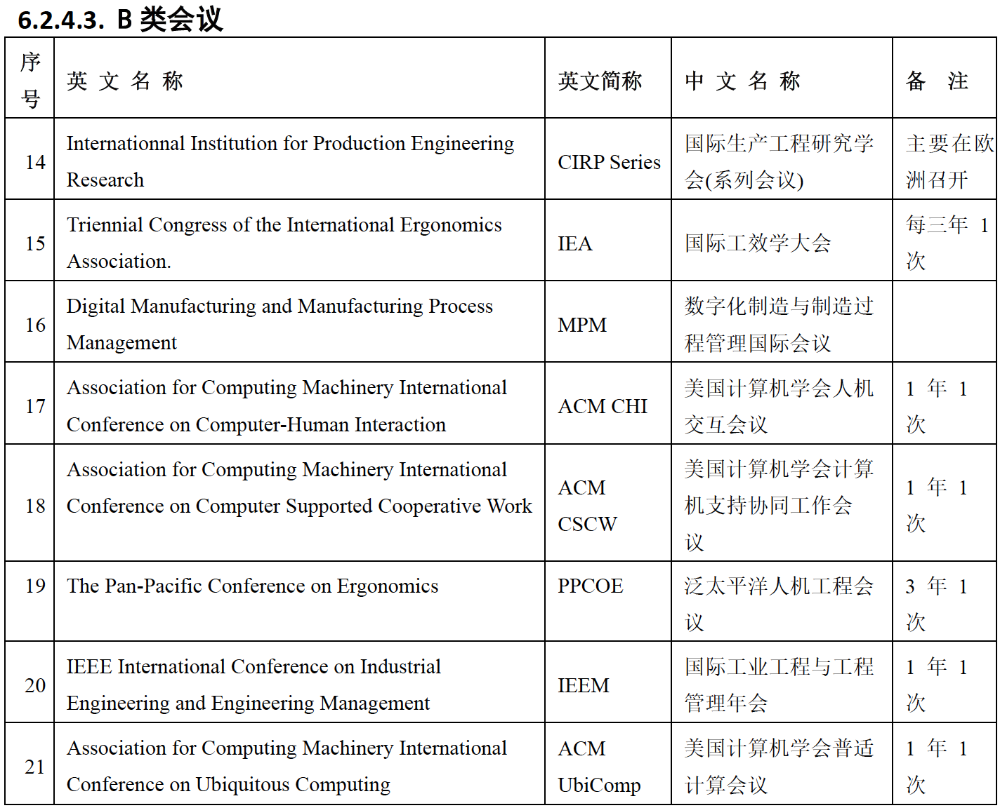 6.2.4.3. B 类会议
序号 英 文 名 称 英文简称 中 文 名 称 备 注
14 Internationnal Institution for Production Engineering Research CIRP Series 国际生产工程研究学会(系列会议) 主要在欧洲召开
15 Triennial Congress of the International Ergonomics Association. IEA 国际工效学大会 每三年 1 次
16 Digital Manufacturing and Manufacturing Process Management MPM 数字化制造与制造过程管理国际会议
17 Association for Computing Machinery International Conference on Computer-Human Interaction ACM CHI 美国计算机学会人机交互会议 1 年 1 次
18 Association for Computing Machinery International Conference on Computer Supported Cooperative Work ACM CSCW 美国计算机学会计算机支持协同工作会议 1 年 1 次
19 The Pan-Pacific Conference on Ergonomics PPCOE 泛太平洋人机工程会议 3 年 1 次
20 IEEE International Conference on Industrial Engineering and Engineering Management IEEM 国际工业工程与工程管理年会 1 年 1 次
21 Association for Computing Machinery International Conference on Ubiquitous Computing ACM UbiComp 美国计算机学会普适计算会议 1 年 1 次